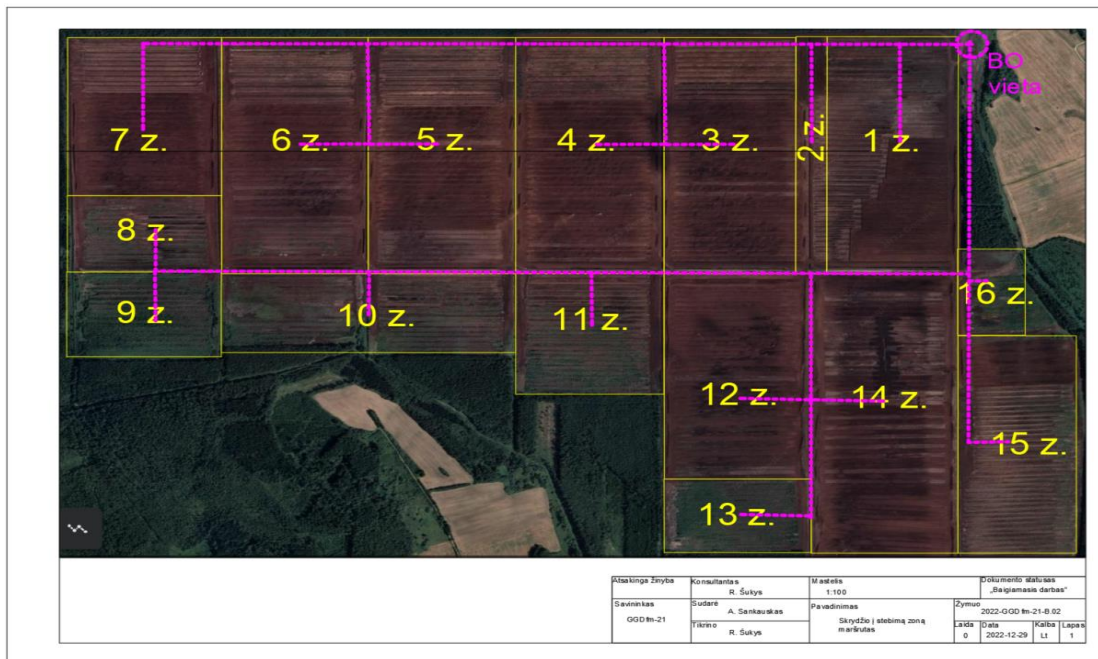 BO
vieta
7 z.
6 z.
5 z.
4 z.
3 z.
2 z.
1 z.
8 z.
9 z.
10 z.
11 z.
16 z.
12 z.
14 z.
15 z.
13 z.
Atsakinga žinyba
Konsultantas
R. Šukys
Mastelis
1:100
Dokumento statusas
„Baigiamasis darbas"
Savininkas
GGDfm-21
Sudarė
A. Sankauskas
Tikrino
R. Šukys
Pavadinimas
Skrydžio į stebimą zoną
maršrutas
Žymuo
2022-GGDfm-21-B.02
Laida
0
Data
2022-12-29
Kalba
Lt
Lapas
1